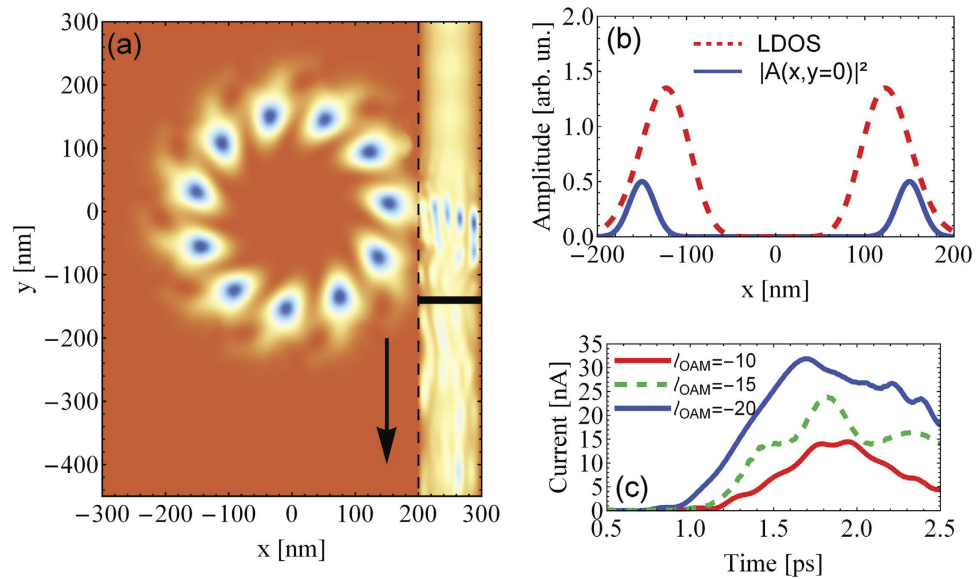 (a)
300
200
100
0
−100
−200
−300
−400
y [nm]
−300 −200 −100 0 100 200 300
x [nm]
(b)
LDOS
|A(x,y=0)|²
2.0
1.5
1.0
0.5
0.0
Amplitude [arb. un.]
−200 −100 0 100 200
x [nm]
(c)
l_OAM=−10
l_OAM=−15
l_OAM=−20
35
30
25
20
15
10
5
0
Current [nA]
0.5 1.0 1.5 2.0 2.5
Time [ps]